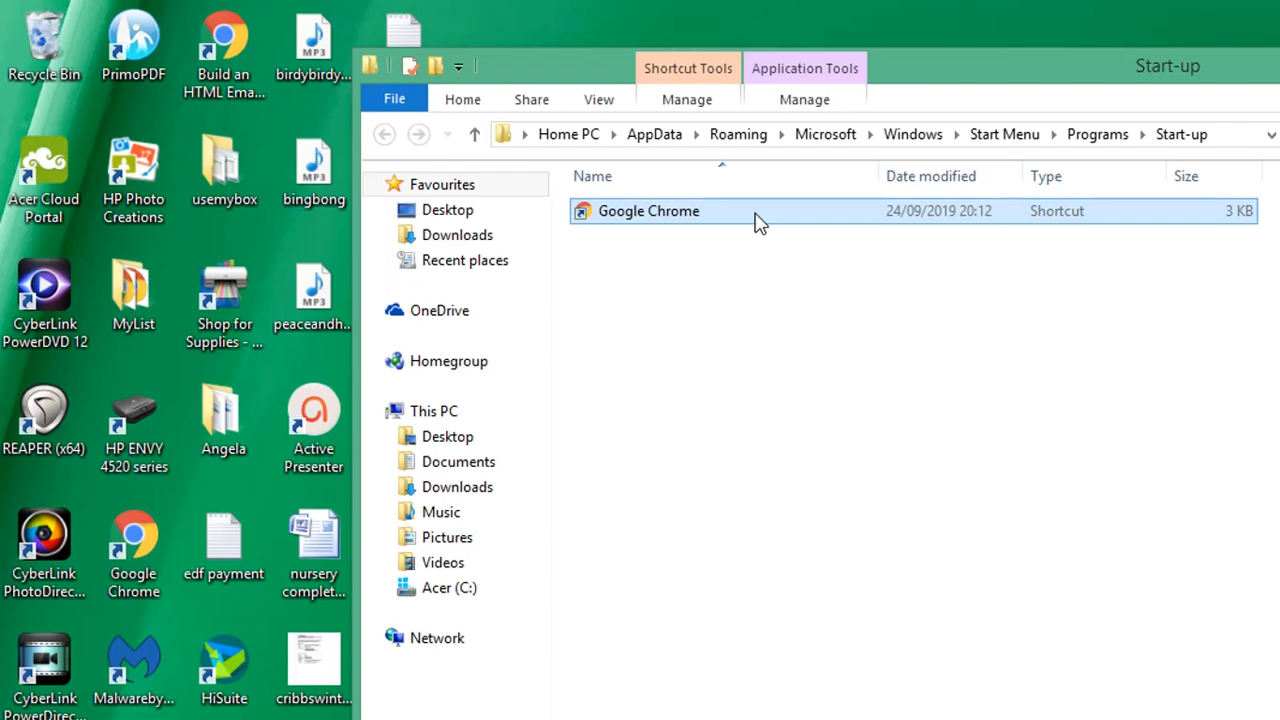 Recycle Bin
PrimoPDF
Build an
HTML Ema...
birdybirdy...
Acer Cloud
Portal
HP Photo
Creations
usemybox
bingbong
CyberLink
PowerDVD 12
MyList
Shop for
Supplies - ...
peaceandh...
REAPER (x64)
HP ENVY
4520 series
Angela
Active
Presenter
CyberLink
PhotoDirec...
Google
Chrome
edf payment
nursery
complet...
CyberLink
PowerDirec...
Malwareby...
HiSuite
cribbswint...
MP3
MP3
MP3
Shortcut Tools
Application Tools
Start-up
File
Home
Share
View
Manage
Manage
Home PC
AppData
Roaming
Microsoft
Windows
Start Menu
Programs
Start-up
Name
Date modified
Type
Size
Google Chrome
24/09/2019 20:12
Shortcut
3 KB
Favourites
Desktop
Downloads
Recent places
OneDrive
Homegroup
This PC
Desktop
Documents
Downloads
Music
Pictures
Videos
Acer (C:)
Network